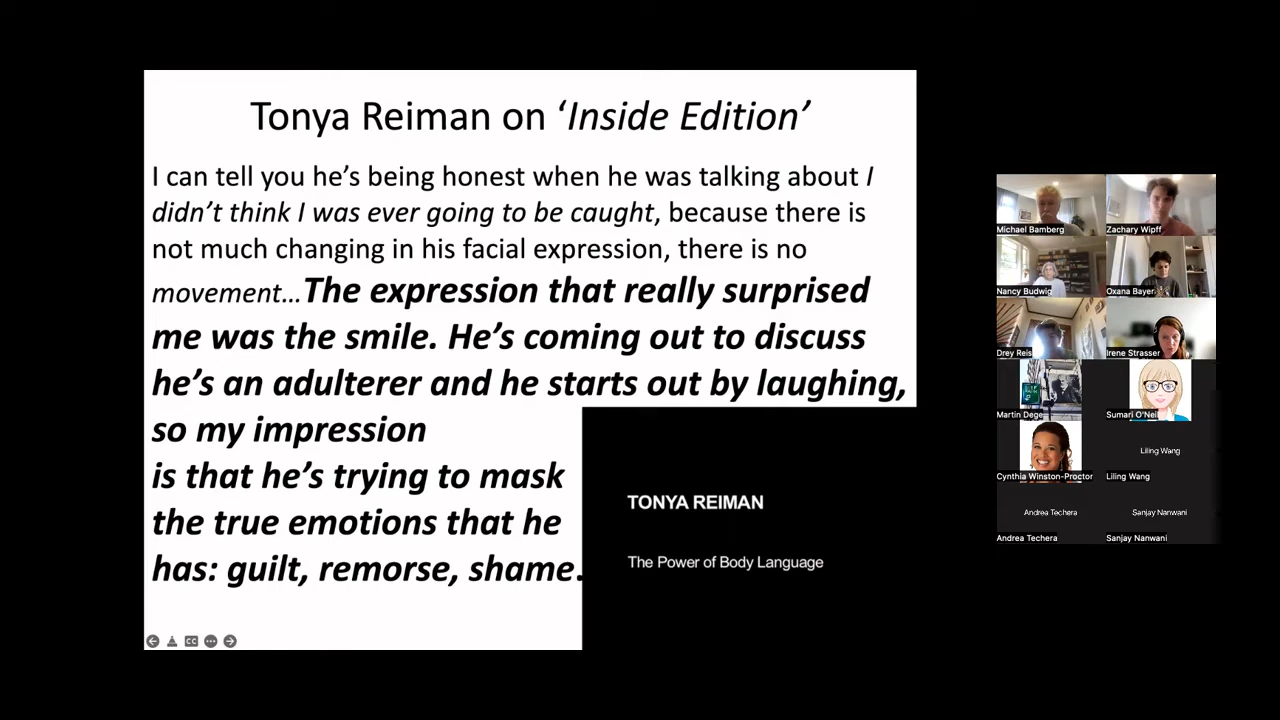 Tonya Reiman on ‘Inside Edition’
I can tell you he’s being honest when he was talking about I
didn’t think I was ever going to be caught, because there is
not much changing in his facial expression, there is no
movement…The expression that really surprised
me was the smile. He’s coming out to discuss
he’s an adulterer and he starts out by laughing,
so my impression
is that he’s trying to mask
the true emotions that he
has: guilt, remorse, shame.
TONYA REIMAN
The Power of Body Language
CC
Michael Bamberg
Zachary Wipff
Nancy Budwig
Oxana Bayer
Drey Reis
Irene Strasser
Martin Dege
Sumari O'Neil
Cynthia Winston-Proctor
Liling Wang
Liling Wang
Andrea Techera
Sanjay Nanwani
Andrea Techera
Sanjay Nanwani